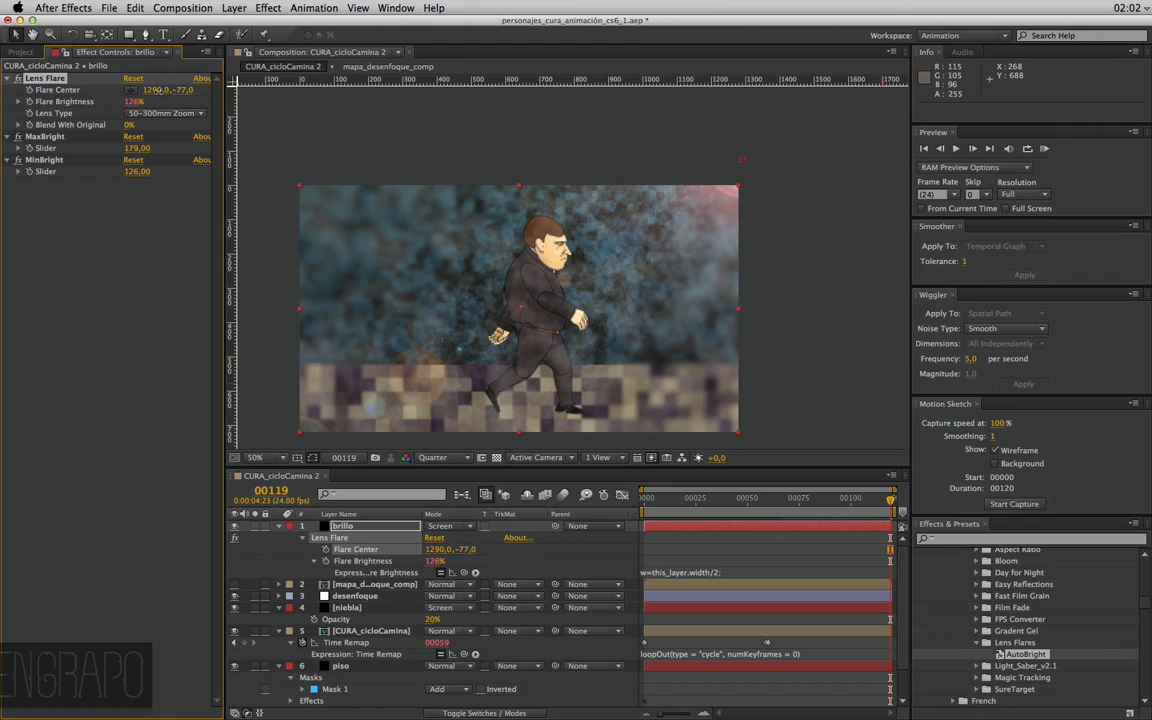 After Effects File Edit Composition Layer Effect Animation View Window Help 02:02
personajes_cura_animación_cs6_1.aep *
Workspace: Animation Search Help
Project Effect Controls: brillo
CURA_cicloCamina 2 • brillo
Lens Flare Reset Abou
Flare Center 1290,0,-77,0
Flare Brightness 126%
Lens Type 50-300mm Zoom
Blend With Original 0%
MaxBright Reset Abou
Slider 179,00
MinBright Reset Abou
Slider 126,00
Composition: CURA_cicloCamina 2
CURA_cicloCamina 2 mapa_desenfoque_comp
50% 00119 Quarter Active Camera 1 View +0,0
Info Audio
R : 115
G : 105
B : 96
A : 255
X : 268
Y : 688
Preview
RAM Preview Options
Frame Rate Skip Resolution
(24) 0 Full
From Current Time Full Screen
Smoother
Apply To: Temporal Graph
Tolerance: 1
Apply
Wiggler
Apply To: Spatial Path
Noise Type: Smooth
Dimensions: All Independently
Frequency: 5,0 per second
Magnitude: 1,0
Apply
Motion Sketch
Capture speed at: 100 %
Smoothing: 1
Show: Wireframe
Background
Start: 00000
Duration: 00120
Start Capture
Effects & Presets
Aspect Ratio
Bloom
Day for Night
Easy Reflections
Fast Film Grain
Film Fade
FPS Converter
Gradent Gel
Lens Flares
AutoBright
Light_Saber_v2.1
Magic Tracking
SureTarget
French
CURA_cicloCamina 2
00119
0:00:04:23 (24.00 fps)
0000 00025 00050 00075 00100
# Layer Name Mode T TrkMat Parent
1 brillo Screen None
Lens Flare Reset About...
Flare Center 1290,0,-77,0
Flare Brightness 126%
Express...re Brightness w=this_layer.width/2;
2 [mapa_d...oque_comp] Normal None None
3 desenfoque Normal None None
4 [niebla] Screen None None
Opacity 20%
5 [CURA_cicloCamina] Normal None None
Time Remap 00059
Expression: Time Remap loopOut(type = "cycle", numKeyframes = 0)
6 piso Normal None None
Masks
Mask 1 Add Inverted
Effects
Toggle Switches / Modes
ENGRAPO